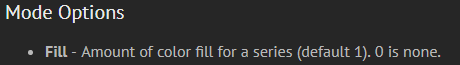 Mode Options
• Fill - Amount of color fill for a series (default 1). 0 is none.